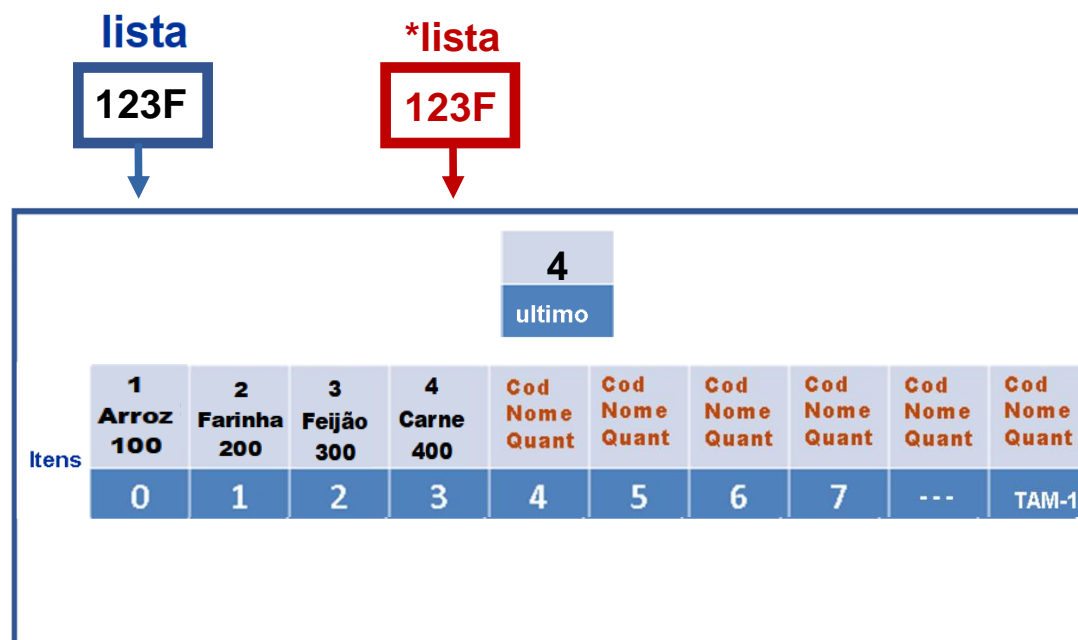 lista *lista
123F 123F
4
ultimo
1 2 3 4 Cod Cod Cod Cod Cod Cod
Arroz Farinha Feijão Carne Nome Nome Nome Nome Nome Nome
100 200 300 400 Quant Quant Quant Quant Quant Quant
Itens
0 1 2 3 4 5 6 7 --- TAM-1